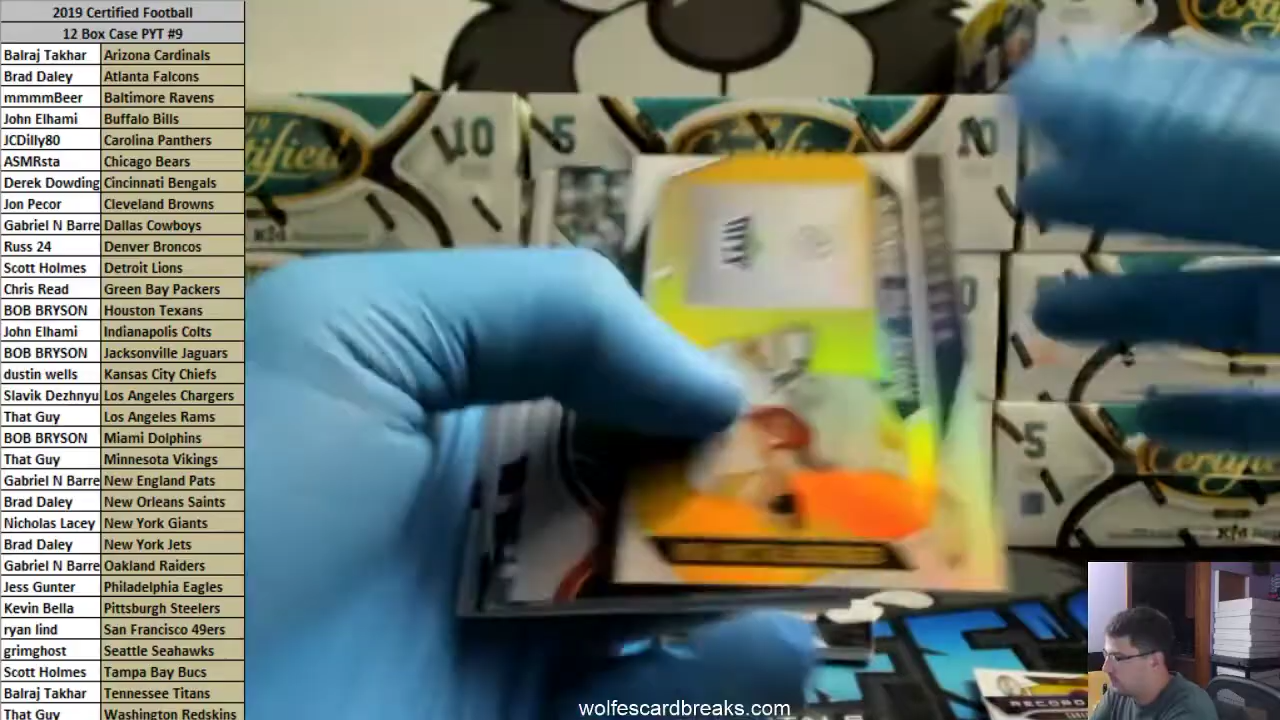 2019 Certified Football
12 Box Case PYT #9
Balraj Takhar Arizona Cardinals
Brad Daley Atlanta Falcons
mmmmBeer Baltimore Ravens
John Elhami Buffalo Bills
JCDilly80 Carolina Panthers
ASMRsta Chicago Bears
Derek Dowding Cincinnati Bengals
Jon Pecor Cleveland Browns
Gabriel N Barre Dallas Cowboys
Russ 24 Denver Broncos
Scott Holmes Detroit Lions
Chris Read Green Bay Packers
BOB BRYSON Houston Texans
John Elhami Indianapolis Colts
BOB BRYSON Jacksonville Jaguars
dustin wells Kansas City Chiefs
Slavik Dezhnyu Los Angeles Chargers
That Guy Los Angeles Rams
BOB BRYSON Miami Dolphins
That Guy Minnesota Vikings
Gabriel N Barre New England Pats
Brad Daley New Orleans Saints
Nicholas Lacey New York Giants
Brad Daley New York Jets
Gabriel N Barre Oakland Raiders
Jess Gunter Philadelphia Eagles
Kevin Bella Pittsburgh Steelers
ryan lind San Francisco 49ers
grimghost Seattle Seahawks
Scott Holmes Tampa Bay Bucs
Balraj Takhar Tennessee Titans
That Guy Washington Redskins
10
5
10
5
Certified
RECORD
wolfescardbreaks.com